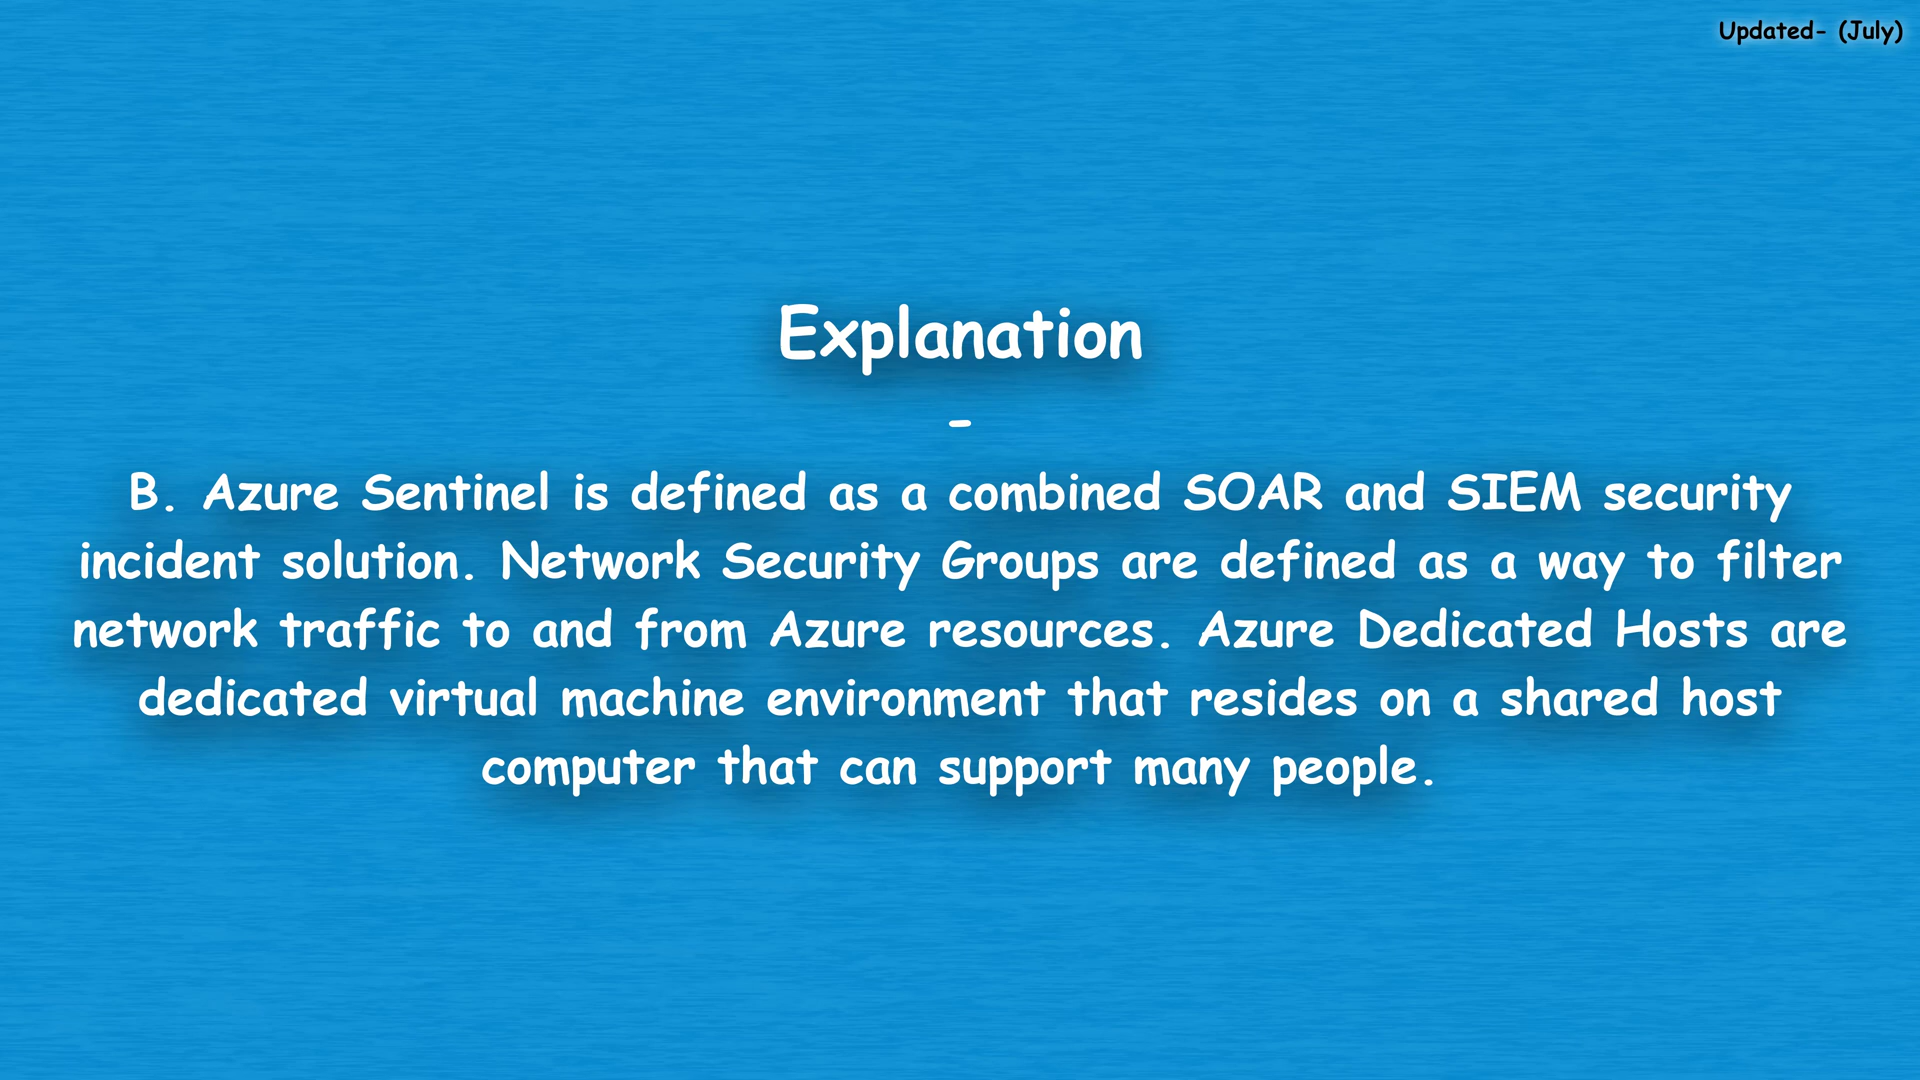 Updated- (July)
Explanation
-
B. Azure Sentinel is defined as a combined SOAR and SIEM security
incident solution. Network Security Groups are defined as a way to filter
network traffic to and from Azure resources. Azure Dedicated Hosts are
dedicated virtual machine environment that resides on a shared host
computer that can support many people.